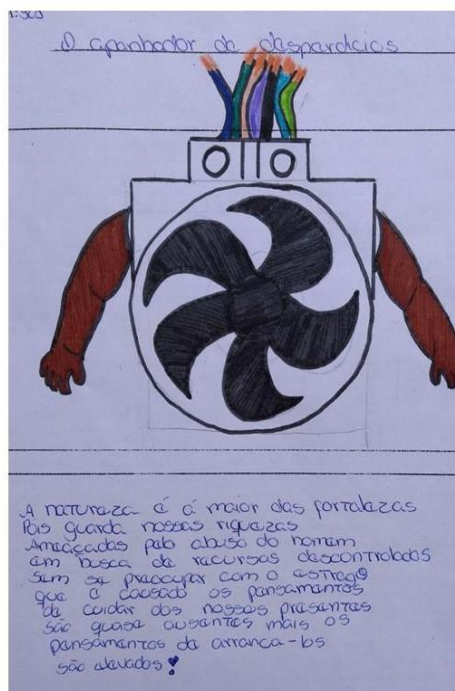 O apanhador de desperdícios
A natureza é á maior das fortalezas
Pois guarda nossas riquezas
Ameaçadas pelo abuso do homem
em busca de recursos descontrolados
Sem se preocupar com o estrago
que é causado os pensamentos
de cuidar dos nossos presentes
são quase ausentes mais os
pensamentos de arranca-los
são elevados!